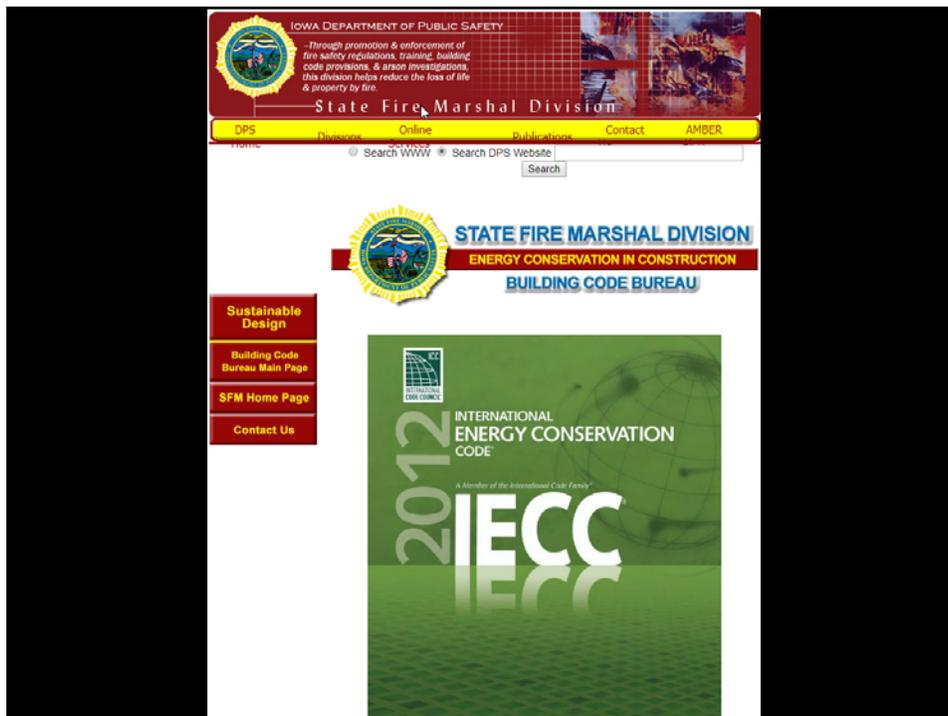 IOWA DEPARTMENT OF PUBLIC SAFETY
–Through promotion & enforcement of
fire safety regulations, training, building
code provisions, & arson investigations,
this division helps reduce the loss of life
& property by fire.
State Fire Marshal Division
DPS Divisions Online Publications Contact AMBER
Home Services
Search WWW Search DPS Website
Search
STATE FIRE MARSHAL DIVISION
ENERGY CONSERVATION IN CONSTRUCTION
BUILDING CODE BUREAU
Sustainable
Design
Building Code
Bureau Main Page
SFM Home Page
Contact Us
ICC
INTERNATIONAL
CODE COUNCIL
2012
INTERNATIONAL
ENERGY CONSERVATION
CODE®
A Member of the International Code Family®
IECC®